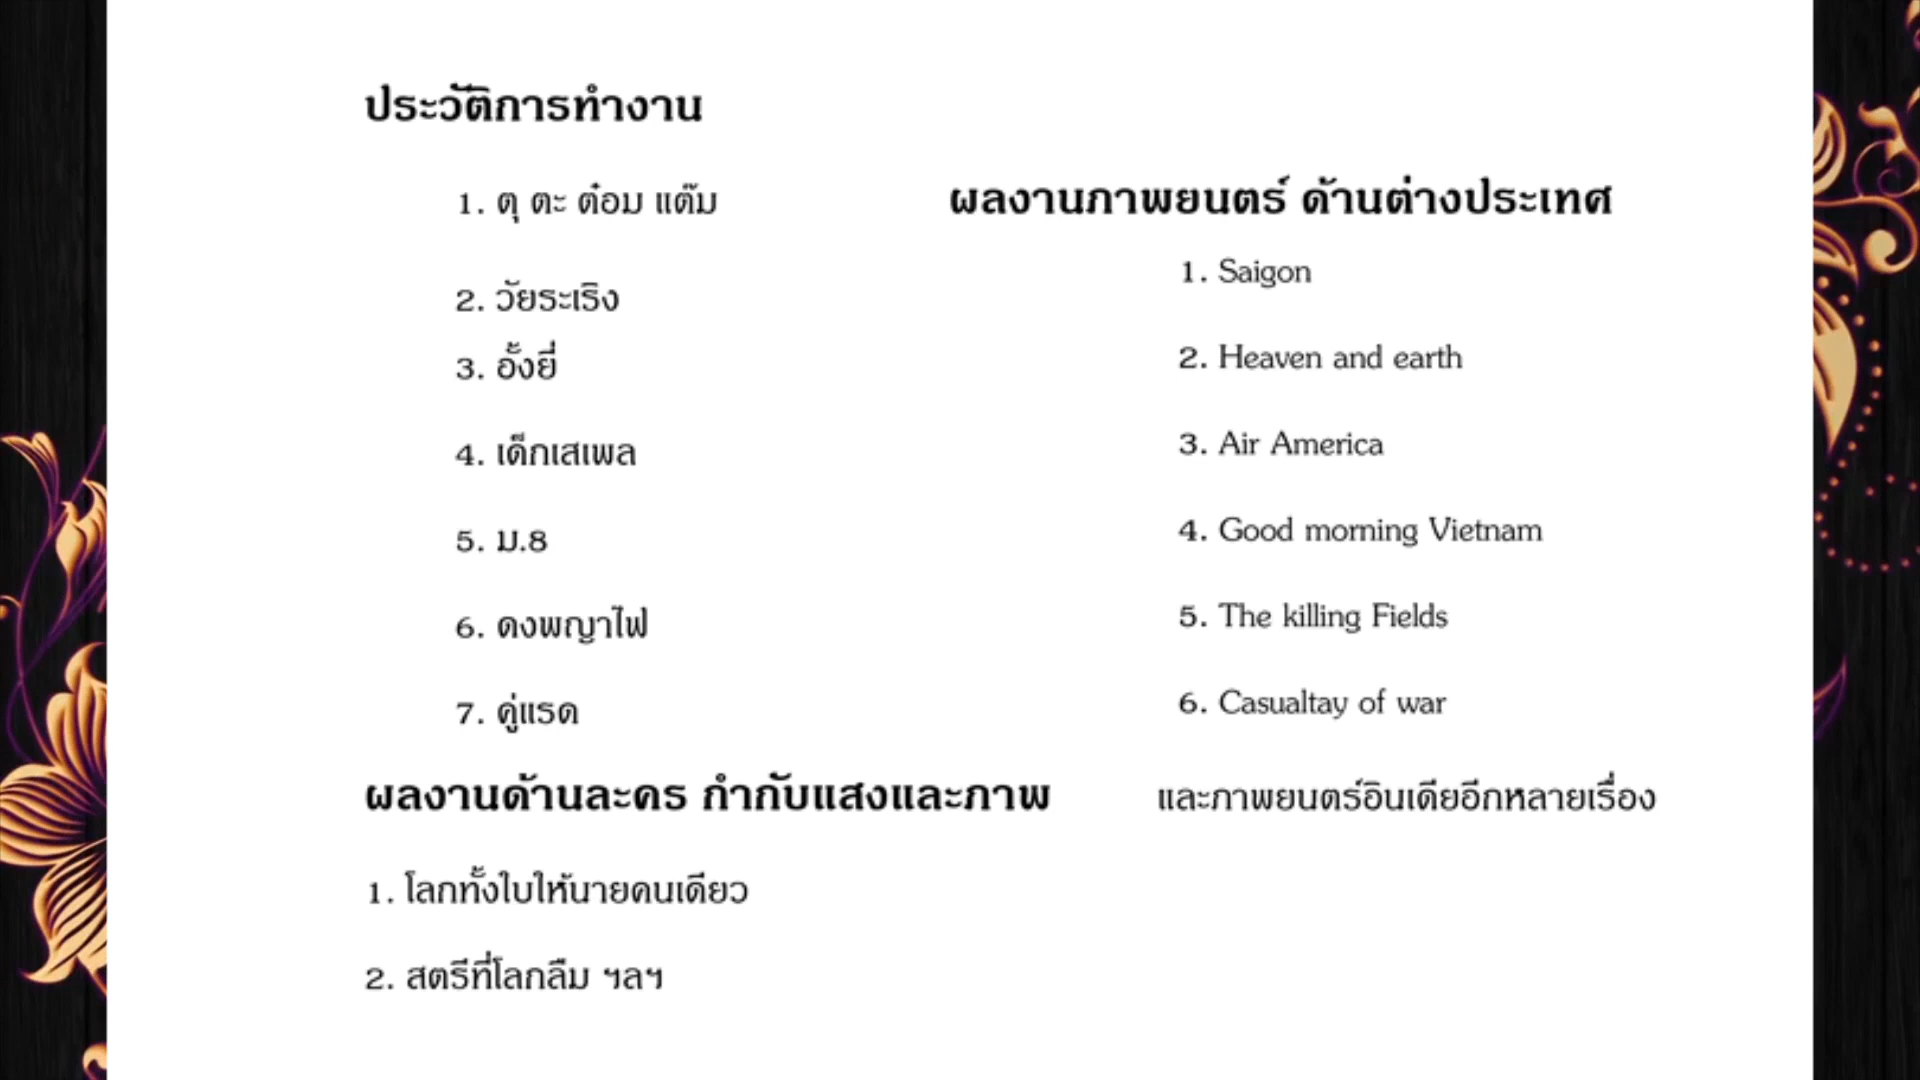 ประวัติการทำงาน
1. ตุ ตะ ต๋อม แต๊ม
2. วัยระเริง
3. อั้งยี่
4. เด็กเสเพล
5. ม.8
6. ดงพญาไฟ
7. คู่แรด
ผลงานด้านละคร กำกับแสงและภาพ
1. โลกทั้งใบให้นายคนเดียว
2. สตรีที่โลกลืม ฯลฯ
ผลงานภาพยนตร์ ด้านต่างประเทศ
1. Saigon
2. Heaven and earth
3. Air America
4. Good morning Vietnam
5. The killing Fields
6. Casualtay of war
และภาพยนตร์อินเดียอีกหลายเรื่อง